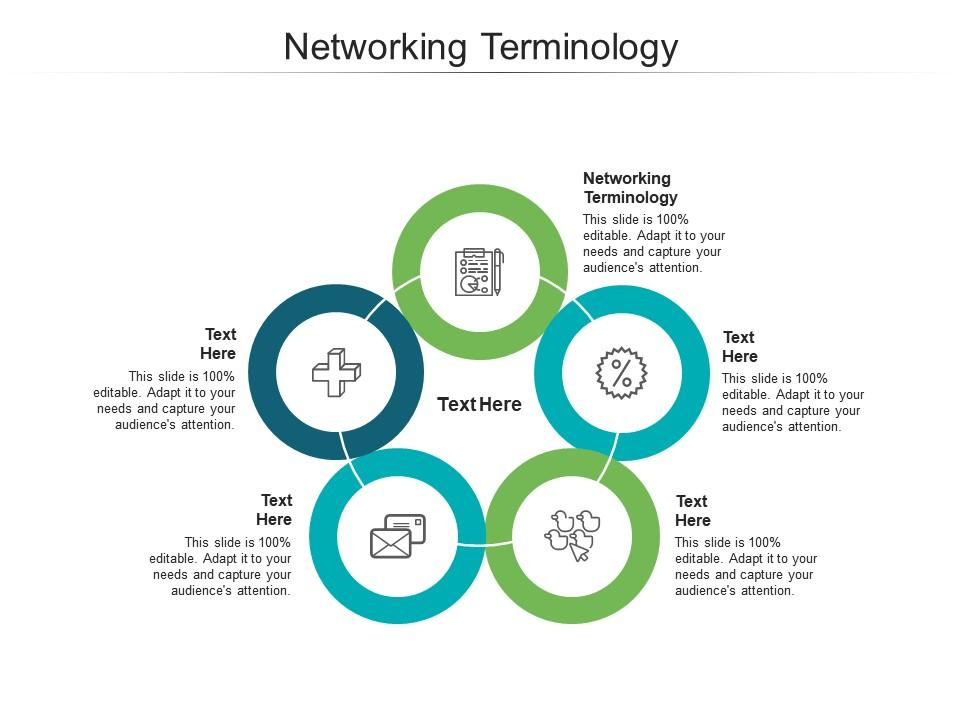 Networking Terminology
Networking
Terminology
This slide is 100%
editable. Adapt it to your
needs and capture your
audience's attention.
Text
Here
This slide is 100%
editable. Adapt it to your
needs and capture your
audience's attention.
Text
Here
This slide is 100%
editable. Adapt it to your
needs and capture your
audience's attention.
%
Text Here
Text
Here
This slide is 100%
editable. Adapt it to your
needs and capture your
audience's attention.
Text
Here
This slide is 100%
editable. Adapt it to your
needs and capture your
audience's attention.